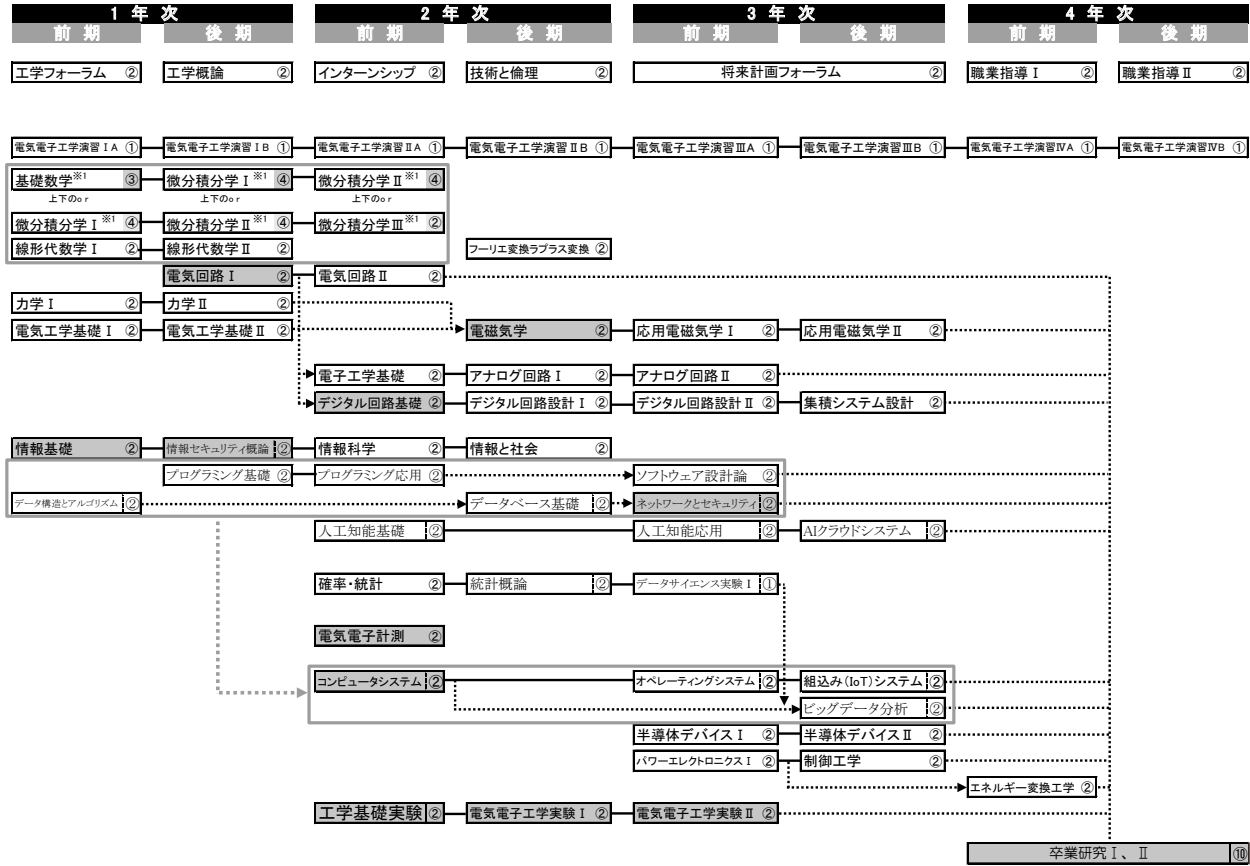 1 年 次 2 年 次 3 年 次 4 年 次
前 期 後 期 前 期 後 期 前 期 後 期 前 期 後 期
工学フォーラム ② 工学概論 ② インターンシップ ② 技術と倫理 ② 将来計画フォーラム ② 職業指導Ⅰ ② 職業指導Ⅱ ②
電気電子工学演習ⅠA ① 電気電子工学演習ⅠB ① 電気電子工学演習ⅡA ① 電気電子工学演習ⅡB ① 電気電子工学演習ⅢA ① 電気電子工学演習ⅢB ① 電気電子工学演習ⅣA ① 電気電子工学演習ⅣB ①
基礎数学※1 ③ 微分積分学Ⅰ※1 ④ 微分積分学Ⅱ※1 ④
上下のor 上下のor 上下のor
微分積分学Ⅰ※1 ④ 微分積分学Ⅱ※1 ④ 微分積分学Ⅲ※1 ②
線形代数学Ⅰ ② 線形代数学Ⅱ ② フーリエ変換ラプラス変換 ②
電気回路Ⅰ ② 電気回路Ⅱ ②
力学Ⅰ ② 力学Ⅱ ②
電気工学基礎Ⅰ ② 電気工学基礎Ⅱ ② 電磁気学 ② 応用電磁気学Ⅰ ② 応用電磁気学Ⅱ ②
電子工学基礎 ② アナログ回路Ⅰ ② アナログ回路Ⅱ ②
デジタル回路基礎 ② デジタル回路設計Ⅰ ② デジタル回路設計Ⅱ ② 集積システム設計 ②
情報基礎 ② 情報セキュリティ概論 ② 情報科学 ② 情報と社会 ②
プログラミング基礎 ② プログラミング応用 ② ソフトウェア設計論 ②
データ構造とアルゴリズム ② データベース基礎 ② ネットワークとセキュリティ ②
人工知能基礎 ② 人工知能応用 ② AIクラウドシステム ②
確率・統計 ② 統計概論 ② データサイエンス実験Ⅰ ①
電気電子計測 ②
コンピュータシステム ② オペレーティングシステム ② 組込み(IoT)システム ②
ビッグデータ分析 ②
半導体デバイスⅠ ② 半導体デバイスⅡ ②
パワーエレクトロニクスⅠ ② 制御工学 ②
エネルギー変換工学 ②
工学基礎実験 ② 電気電子工学実験Ⅰ ② 電気電子工学実験Ⅱ ②
卒業研究Ⅰ、Ⅱ ⑩